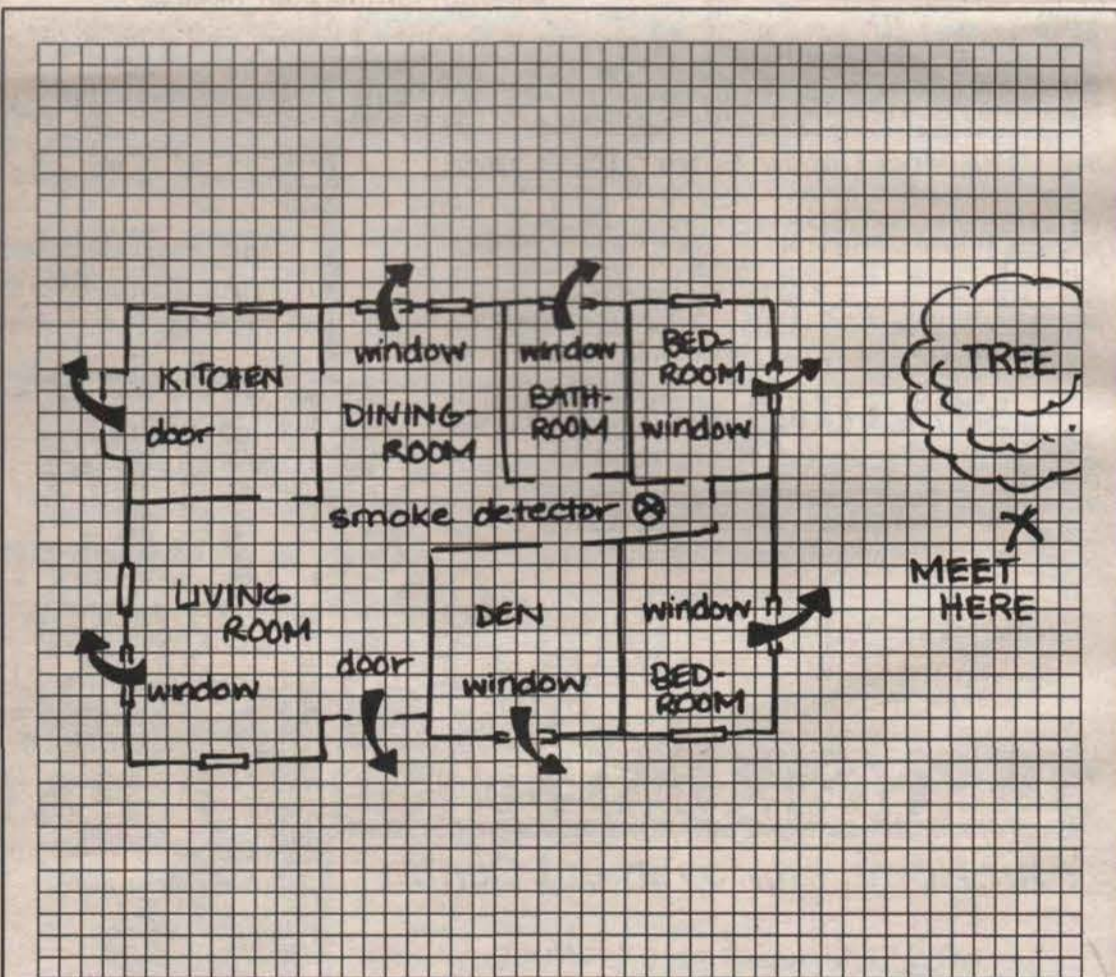 window
window
BED-
ROOM
TREE
KITCHEN
door
DINING-
ROOM
BATH-
ROOM
window
smoke detector
MEET
HERE
LIVING
ROOM
DEN
window
door
window
window
BED-
ROOM